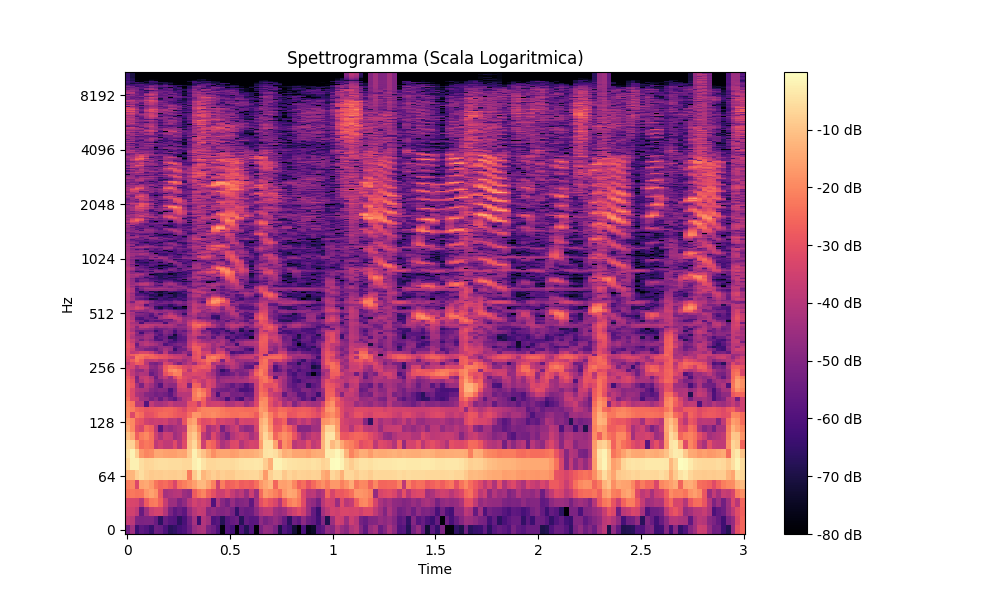 Spettrogramma (Scala Logaritmica)
Hz
8192
4096
2048
1024
512
256
128
64
0
0 0.5 1 1.5 2 2.5 3
Time
-10 dB
-20 dB
-30 dB
-40 dB
-50 dB
-60 dB
-70 dB
-80 dB